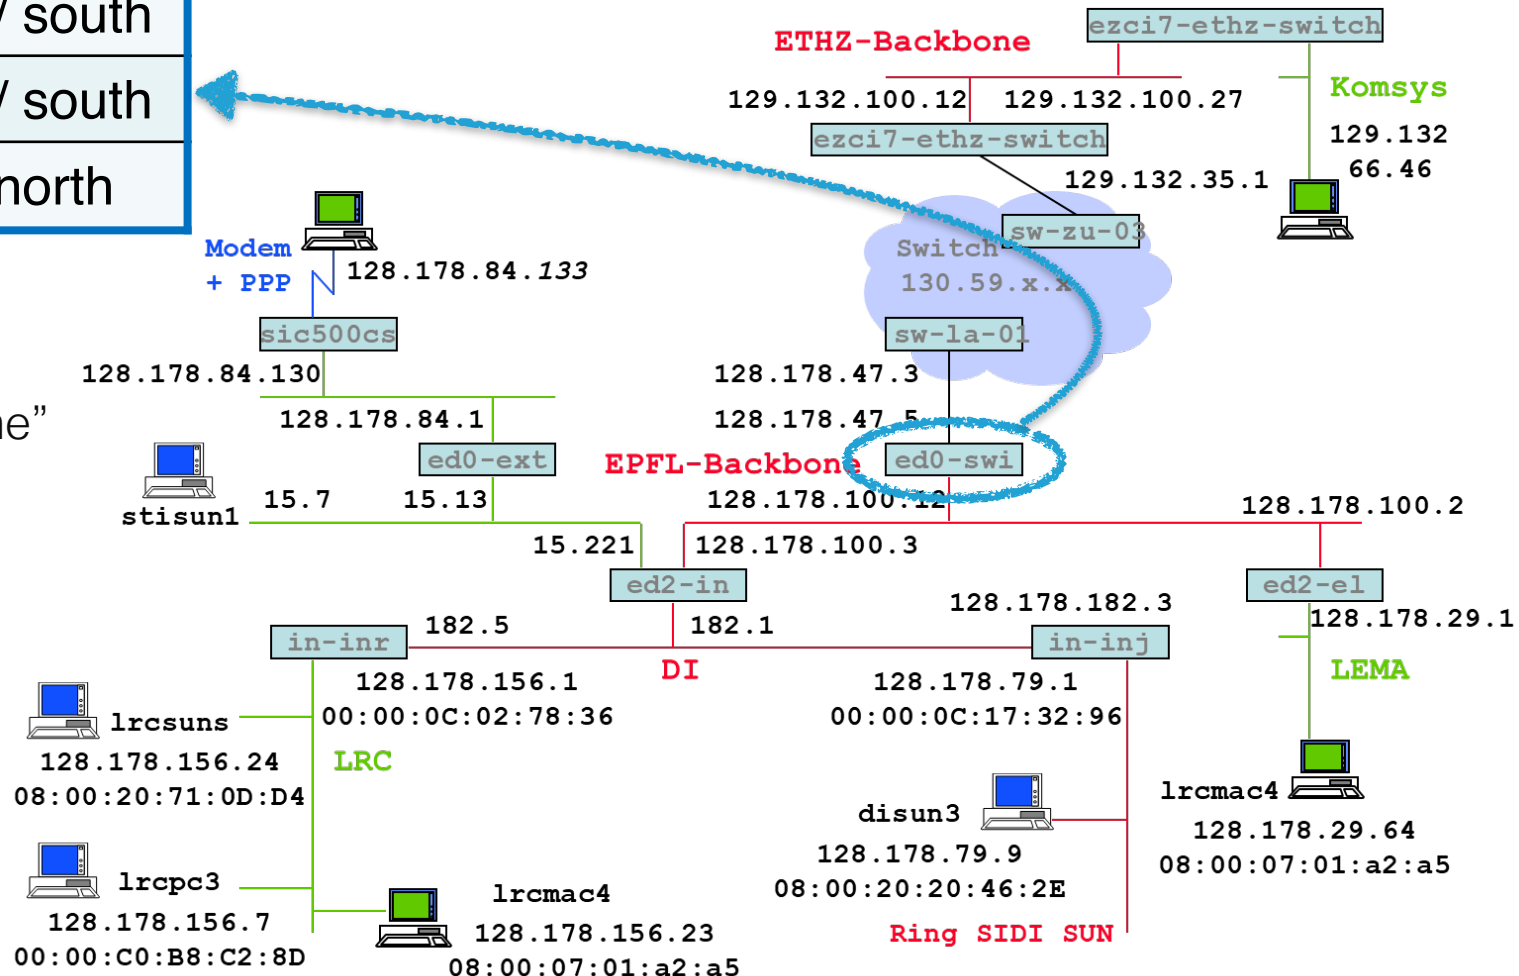 / south
/ south
north
ezci7-ethz-switch
ETHZ-Backbone
Komsys
129.132.100.12
129.132.100.27
129.132
66.46
ezci7-ethz-switch
129.132.35.1
sw-zu-03
Switch
130.59.x.x
Modem
+ PPP
128.178.84.133
sic500cs
sw-la-01
128.178.84.130
128.178.47.3
128.178.84.1
128.178.47.5
ne”
ed0-ext
EPFL-Backbone
ed0-swi
15.7
15.13
128.178.100.12
128.178.100.2
stisun1
15.221
128.178.100.3
ed2-in
ed2-el
128.178.182.3
128.178.29.1
182.5
182.1
in-inr
in-inj
DI
LEMA
128.178.156.1
00:00:0C:02:78:36
128.178.79.1
00:00:0C:17:32:96
lrcsuns
128.178.156.24
08:00:20:71:0D:D4
LRC
disun3
128.178.79.9
08:00:20:20:46:2E
lrcmac4
128.178.29.64
08:00:07:01:a2:a5
lrcpc3
128.178.156.7
00:00:C0:B8:C2:8D
lrcmac4
128.178.156.23
08:00:07:01:a2:a5
Ring SIDI SUN